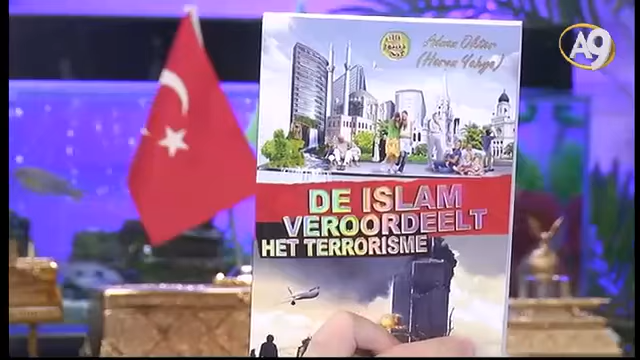 A9
Adnan Oktar
(Harun Yahya)
DE ISLAM
VEROORDEELT
HET TERRORISME